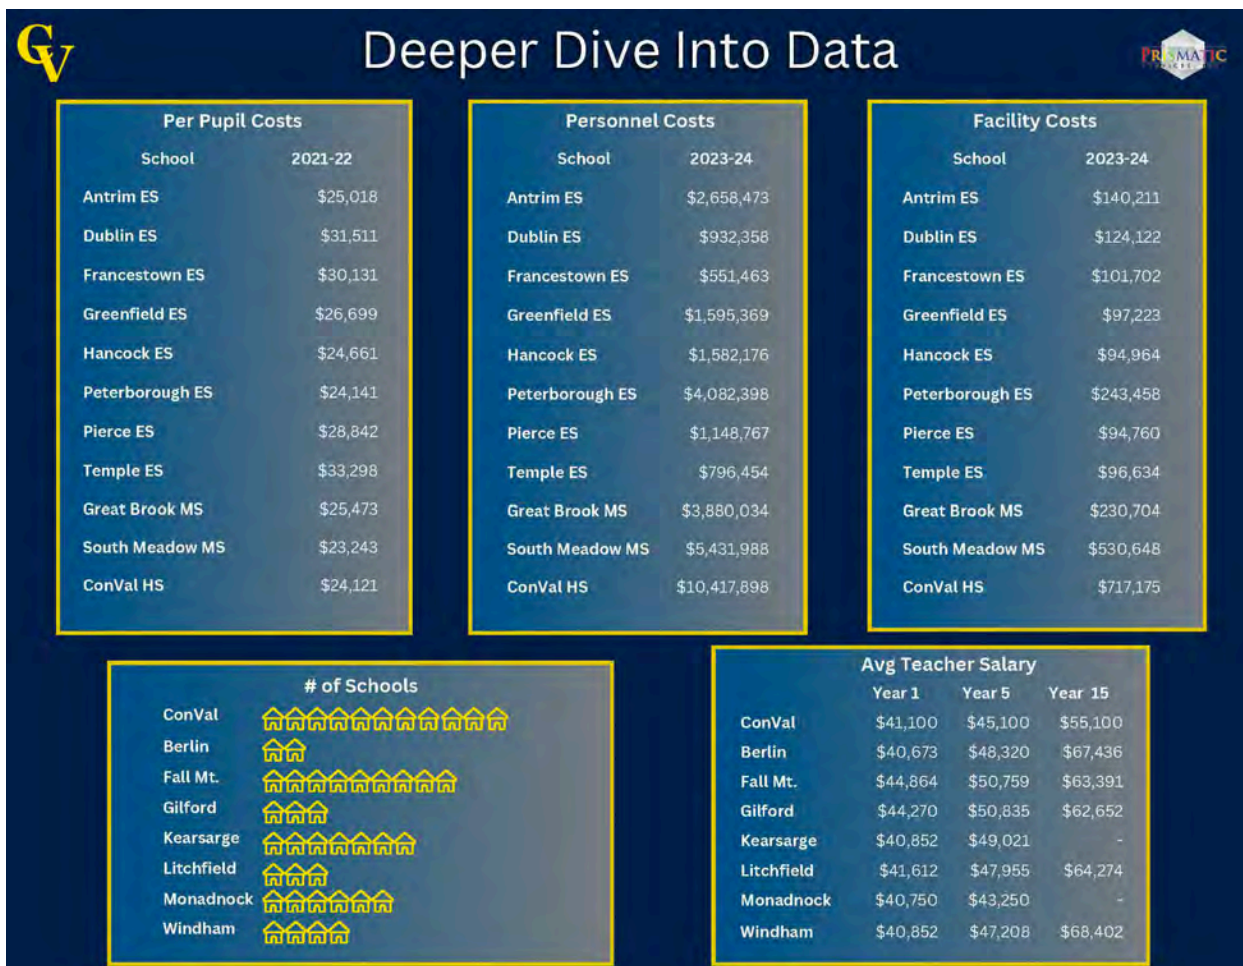 GV
Deeper Dive Into Data
PRISMATIC
Per Pupil Costs
School 2021-22
Antrim ES $25,018
Dublin ES $31,511
Francestown ES $30,131
Greenfield ES $26,699
Hancock ES $24,661
Peterborough ES $24,141
Pierce ES $28,842
Temple ES $33,298
Great Brook MS $25,473
South Meadow MS $23,243
ConVal HS $24,121
Personnel Costs
School 2023-24
Antrim ES $2,658,473
Dublin ES $932,358
Francestown ES $551,463
Greenfield ES $1,595,369
Hancock ES $1,582,176
Peterborough ES $4,082,398
Pierce ES $1,148,767
Temple ES $796,454
Great Brook MS $3,880,034
South Meadow MS $5,431,988
ConVal HS $10,417,898
Facility Costs
School 2023-24
Antrim ES $140,211
Dublin ES $124,122
Francestown ES $101,702
Greenfield ES $97,223
Hancock ES $94,964
Peterborough ES $243,458
Pierce ES $94,760
Temple ES $96,634
Great Brook MS $230,704
South Meadow MS $530,648
ConVal HS $717,175
# of Schools
ConVal
Berlin
Fall Mt.
Gilford
Kearsarge
Litchfield
Monadnock
Windham
Avg Teacher Salary
Year 1 Year 5 Year 15
ConVal $41,100 $45,100 $55,100
Berlin $40,673 $48,320 $67,436
Fall Mt. $44,864 $50,759 $63,391
Gilford $44,270 $50,835 $62,652
Kearsarge $40,852 $49,021 -
Litchfield $41,612 $47,955 $64,274
Monadnock $40,750 $43,250 -
Windham $40,852 $47,208 $68,402